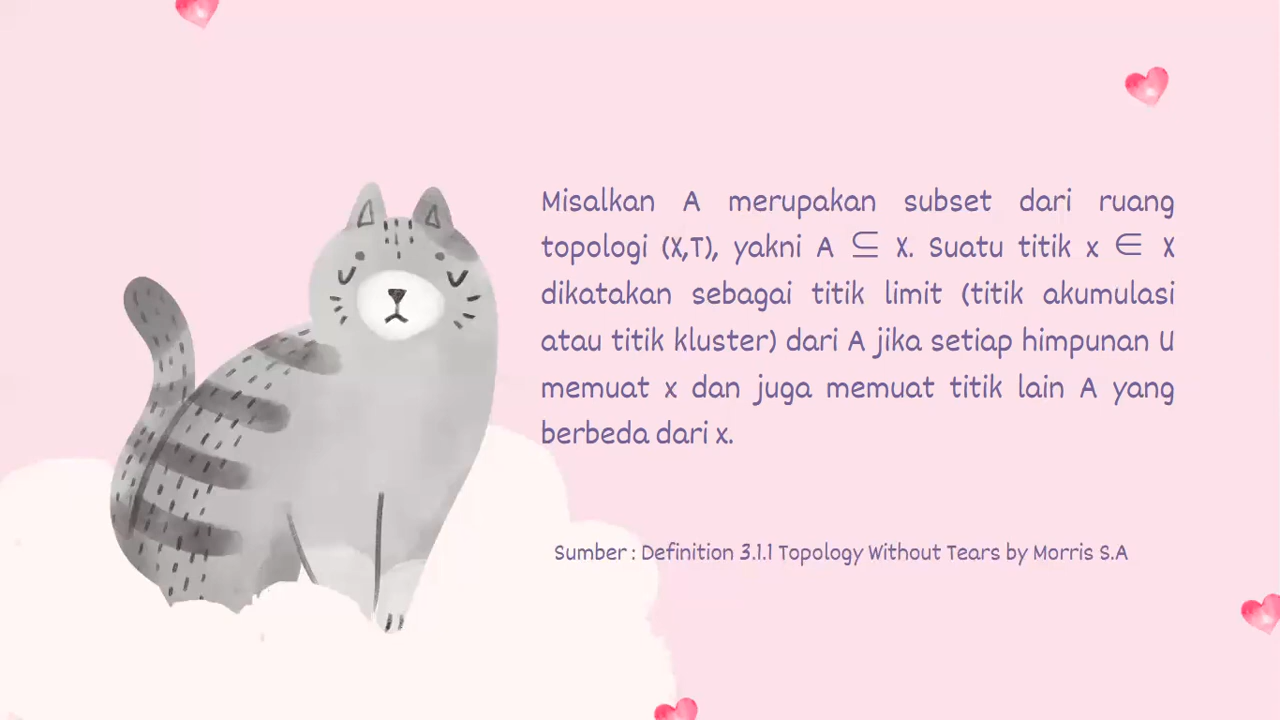 Misalkan A merupakan subset dari ruang
topologi (X,T), yakni A ⊆ X. Suatu titik x ∈ X
dikatakan sebagai titik limit (titik akumulasi
atau titik kluster) dari A jika setiap himpunan U
memuat x dan juga memuat titik lain A yang
berbeda dari x.
Sumber : Definition 3.1.1 Topology Without Tears by Morris S.A